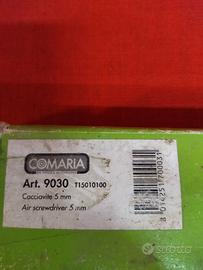 COMARIA
Art. 9030 T15010100
Cacciavite 5 mm
Air screwdriver 5 mm
subito